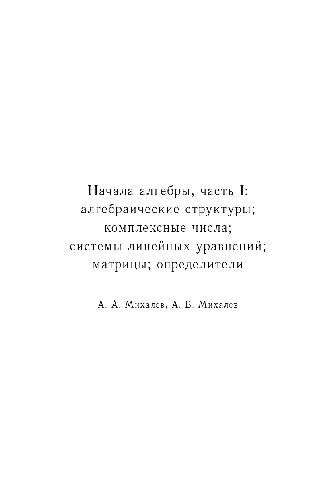 Начала алгебры, часть I:
алгебраические структуры;
комплексные числа;
системы линейных уравнений;
матрицы; определители
А. А. Михалев, А. В. Михалев